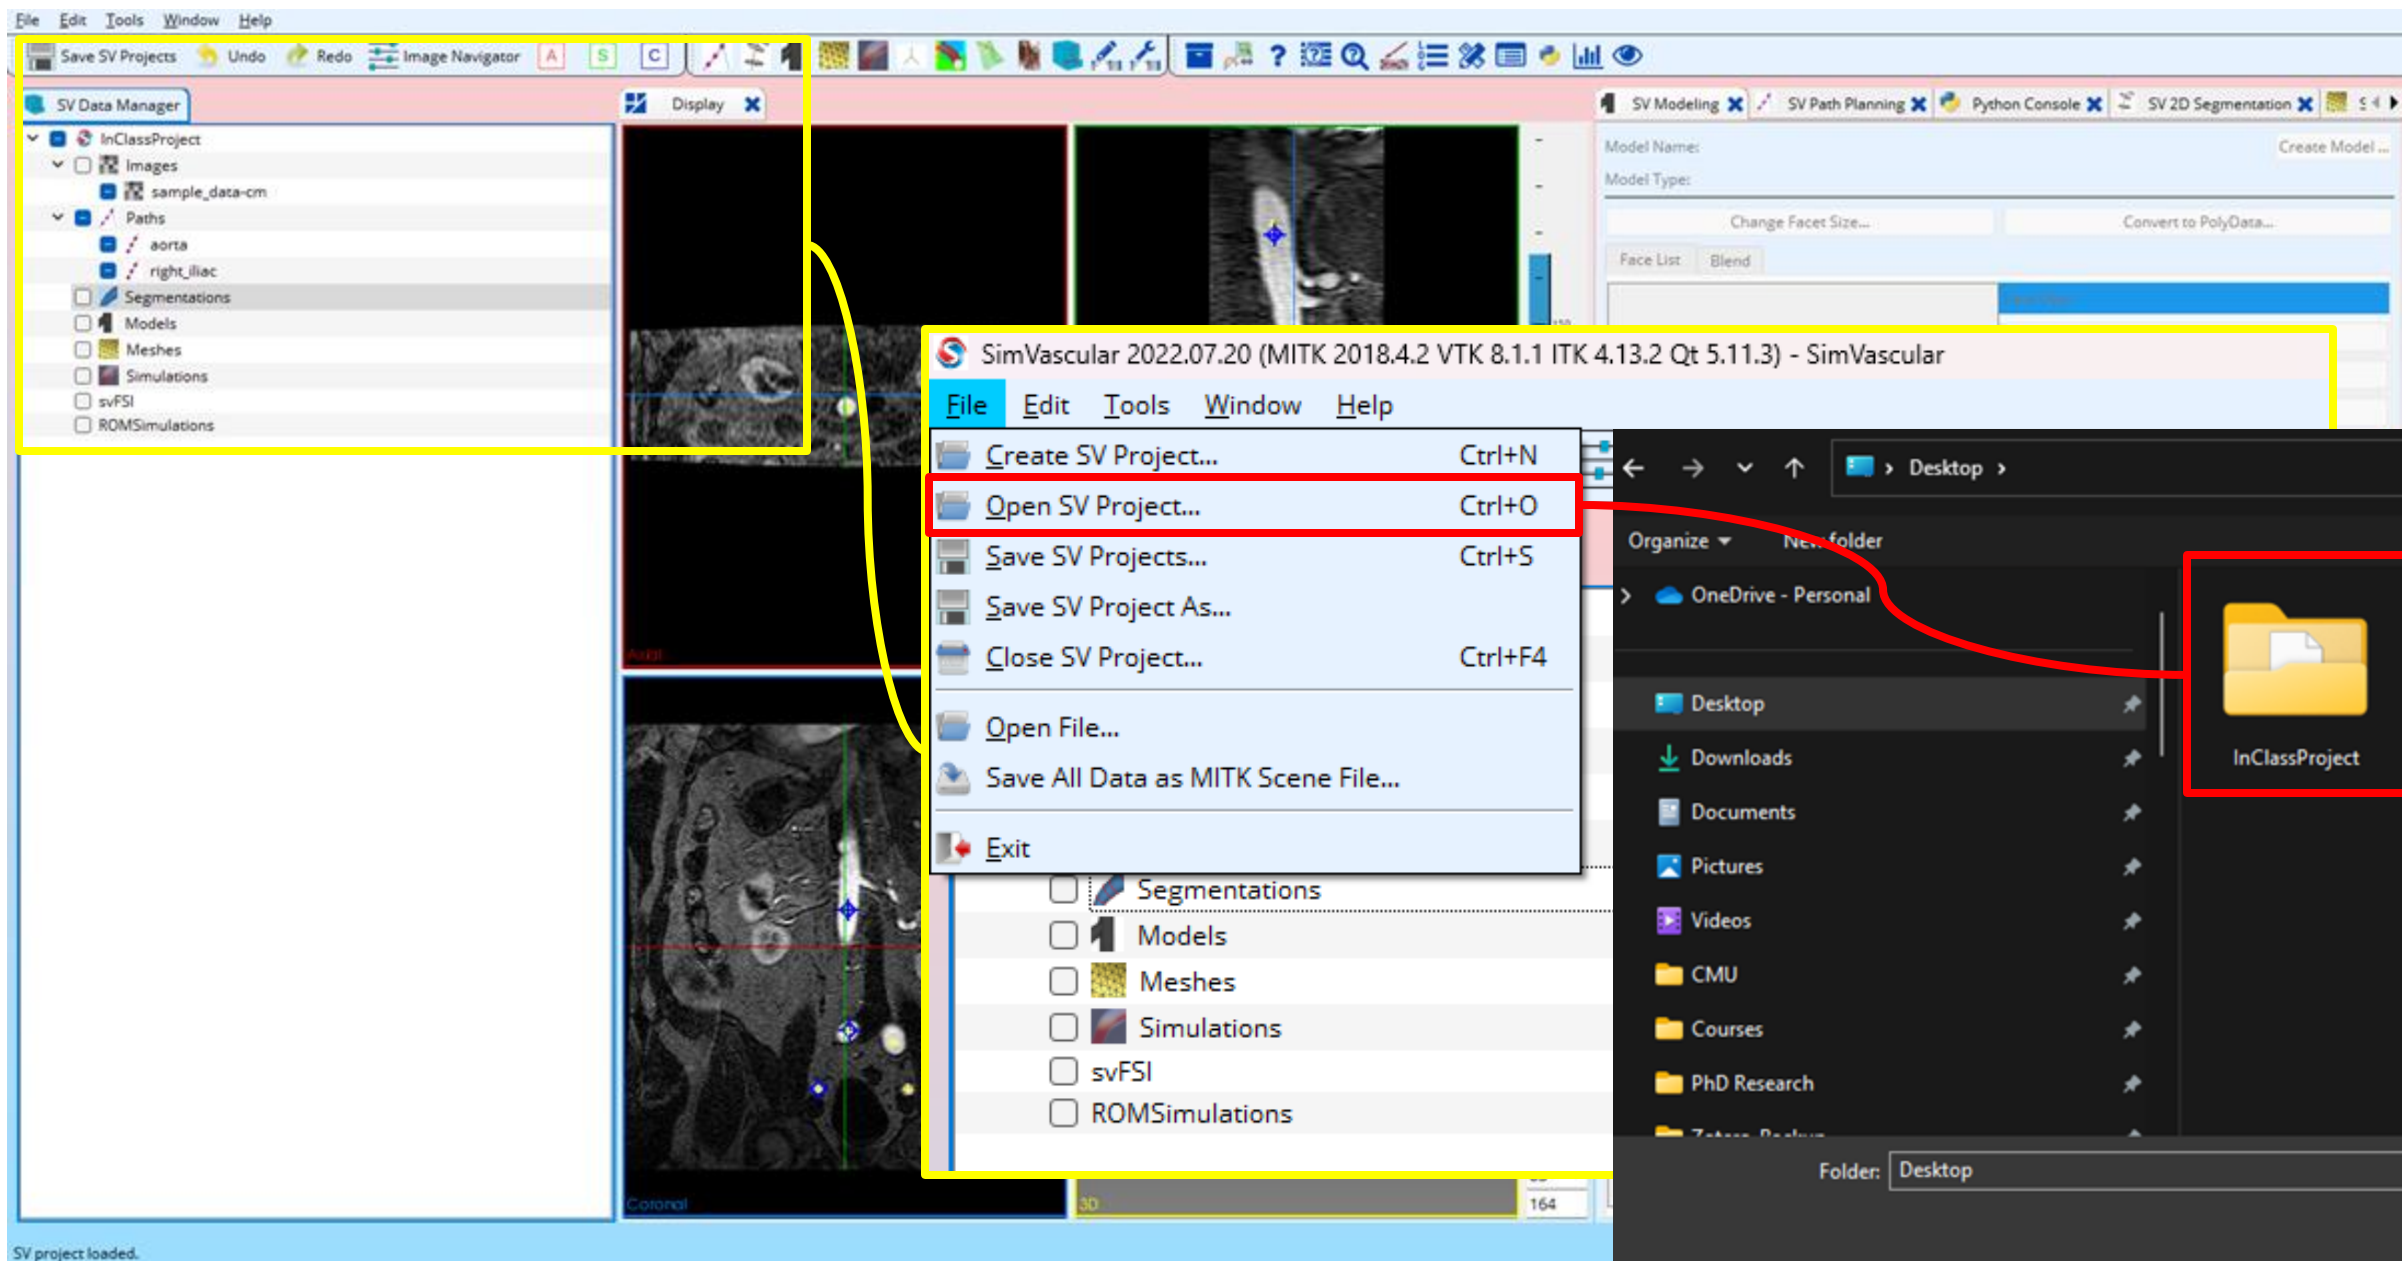 File Edit Tools Window Help
Save SV Projects Undo Redo Image Navigator A S C
SV Data Manager
InClassProject
Images
sample_data-cm
Paths
aorta
right_iliac
Segmentations
Models
Meshes
Simulations
svFSI
ROMSimulations
Display
Axial
Coronal
3D
164
SV Modeling SV Path Planning Python Console SV 2D Segmentation S
Model Name:
Create Model ...
Model Type:
Change Facet Size... Convert to PolyData...
Face List Blend
SimVascular 2022.07.20 (MITK 2018.4.2 VTK 8.1.1 ITK 4.13.2 Qt 5.11.3) - SimVascular
File Edit Tools Window Help
Create SV Project... Ctrl+N
Open SV Project... Ctrl+O
Save SV Projects... Ctrl+S
Save SV Project As...
Close SV Project... Ctrl+F4
Open File...
Save All Data as MITK Scene File...
Exit
Segmentations
Models
Meshes
Simulations
svFSI
ROMSimulations
Desktop
Organize New folder
OneDrive - Personal
Desktop
Downloads
Documents
Pictures
Videos
CMU
Courses
PhD Research
InClassProject
Folder: Desktop
SV project loaded.